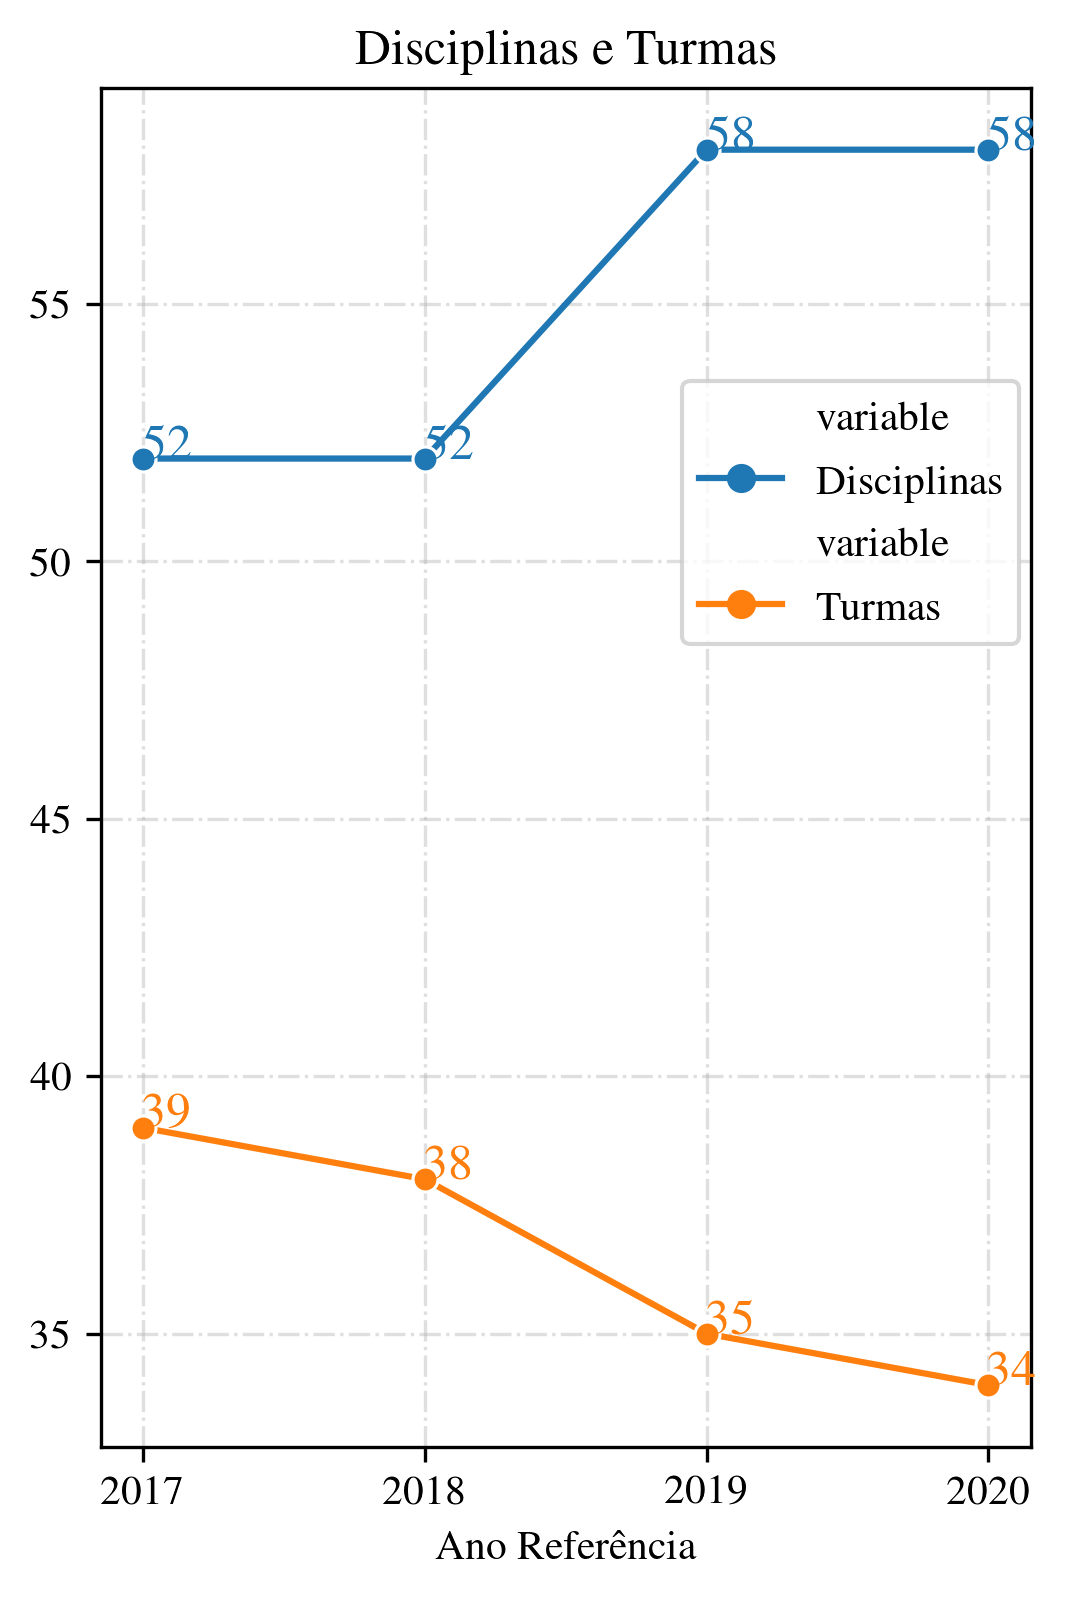 Disciplinas e Turmas
58
58
55
52
52
variable
Disciplinas
variable
Turmas
50
45
40
39
38
35
35
34
2017
2018
2019
2020
Ano Referência